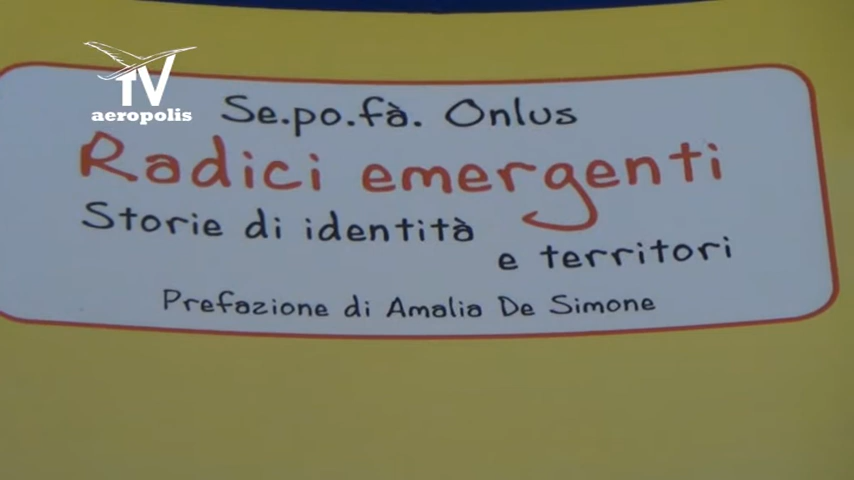 TV
aeropolis
Se.po.fà. Onlus
Radici emergenti
Storie di identità
e territori
Prefazione di Amalia De Simone